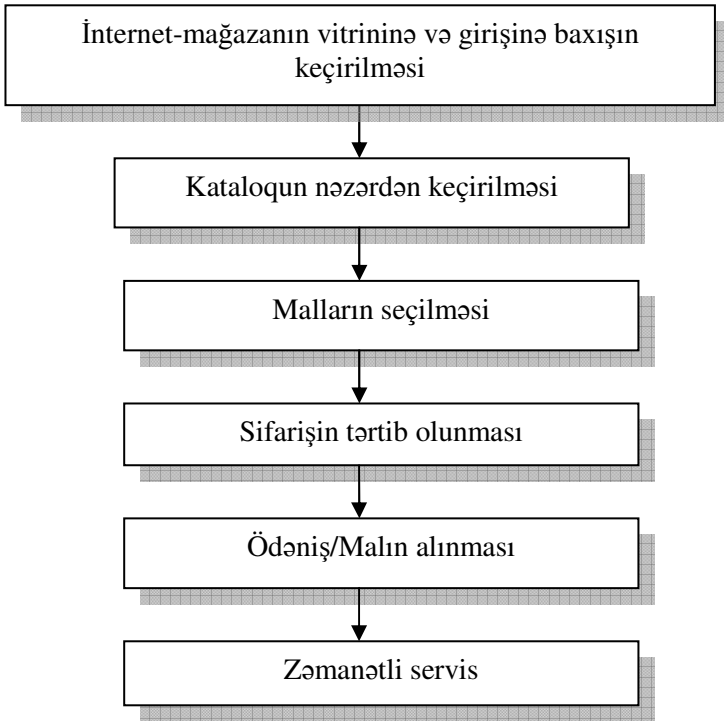 İnternet-mağazanın vitrininə və girişinə baxışın
keçirilməsi
Kataloqun nəzərdən keçirilməsi
Malların seçilməsi
Sifarişin tərtib olunması
Ödəniş/Malın alınması
Zəmanətli servis